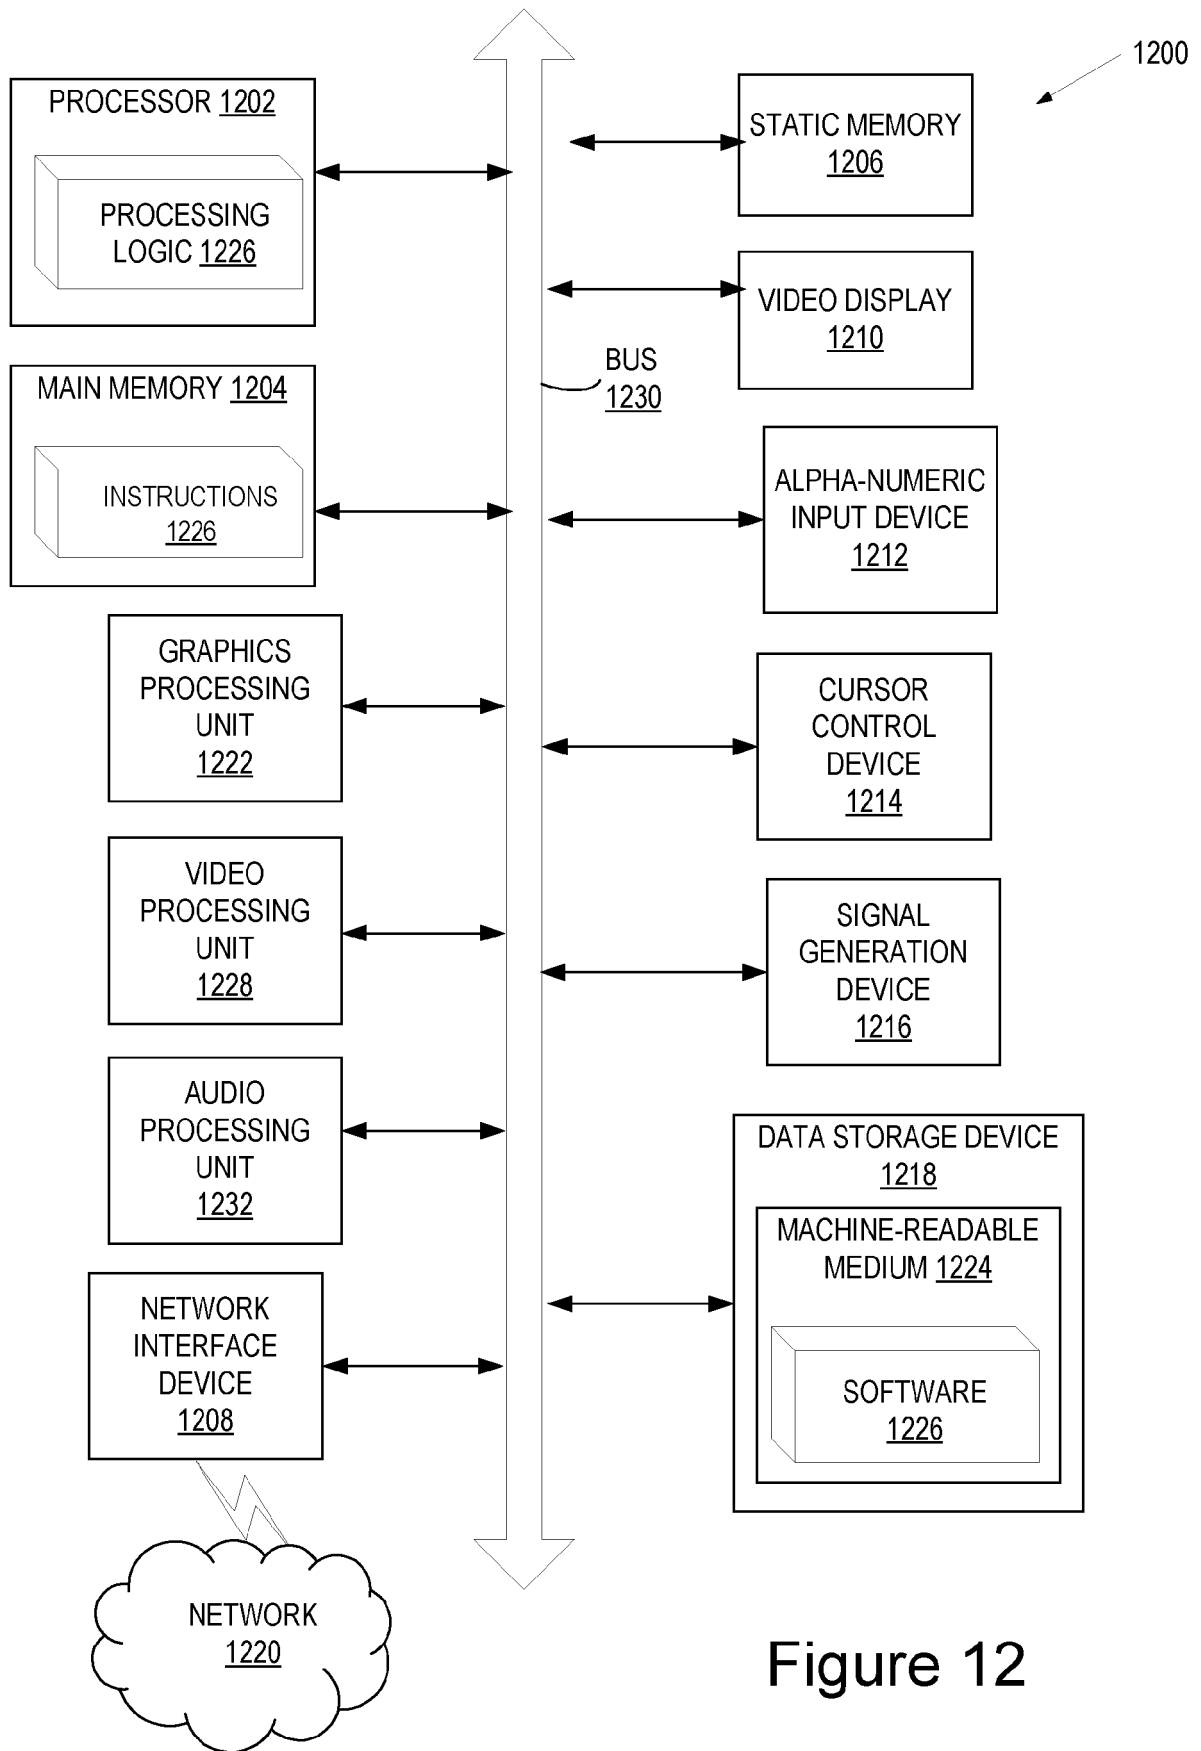 1200
PROCESSOR 1202
PROCESSING
LOGIC 1226
MAIN MEMORY 1204
INSTRUCTIONS
1226
GRAPHICS
PROCESSING
UNIT
1222
VIDEO
PROCESSING
UNIT
1228
AUDIO
PROCESSING
UNIT
1232
NETWORK
INTERFACE
DEVICE
1208
NETWORK
1220
BUS
1230
STATIC MEMORY
1206
VIDEO DISPLAY
1210
ALPHA-NUMERIC
INPUT DEVICE
1212
CURSOR
CONTROL
DEVICE
1214
SIGNAL
GENERATION
DEVICE
1216
DATA STORAGE DEVICE
1218
MACHINE-READABLE
MEDIUM 1224
SOFTWARE
1226
Figure 12